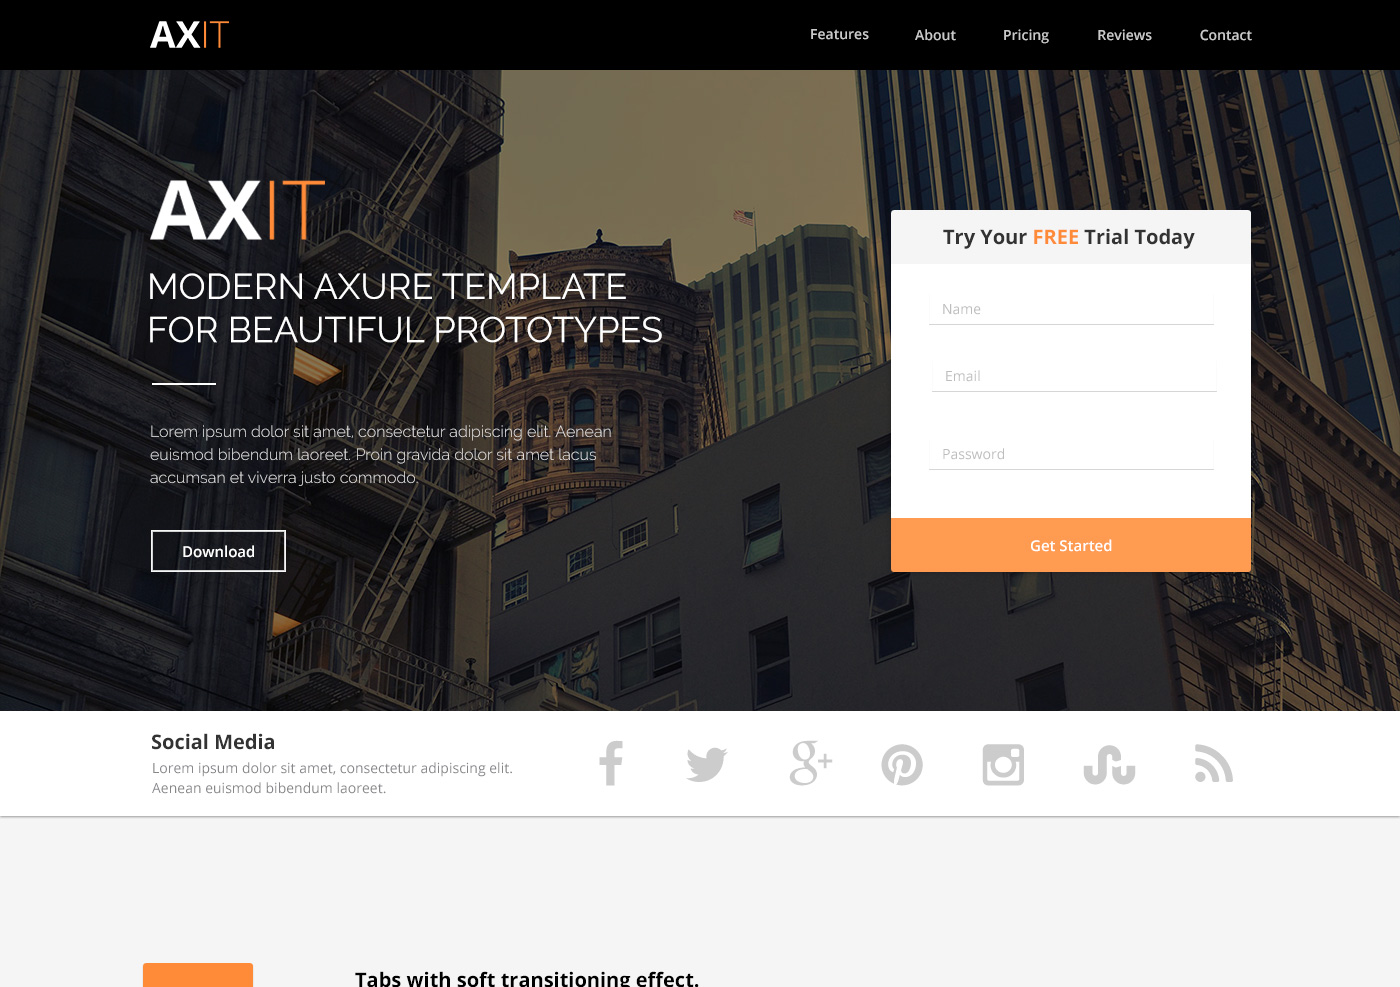 AXIT
Features About Pricing Reviews Contact
AXIT
MODERN AXURE TEMPLATE
FOR BEAUTIFUL PROTOTYPES
Lorem ipsum dolor sit amet, consectetur adipiscing elit. Aenean
euismod bibendum laoreet. Proin gravida dolor sit amet lacus
accumsan et viverra justo commodo.
Download
Try Your FREE Trial Today
Name
Email
Password
Get Started
Social Media
Lorem ipsum dolor sit amet, consectetur adipiscing elit.
Aenean euismod bibendum laoreet.
Tabs with soft transitioning effect.